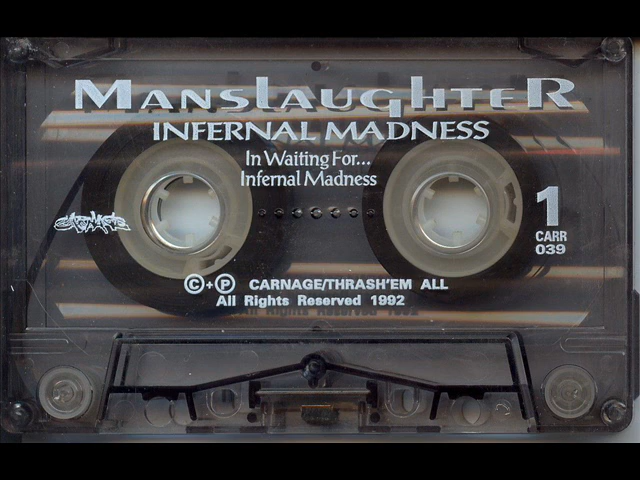 MANSLAUGHTER
INFERNAL MADNESS
In Waiting For...
Infernal Madness
1
CARR
039
©+℗ CARNAGE/THRASH'EM ALL
All Rights Reserved 1992